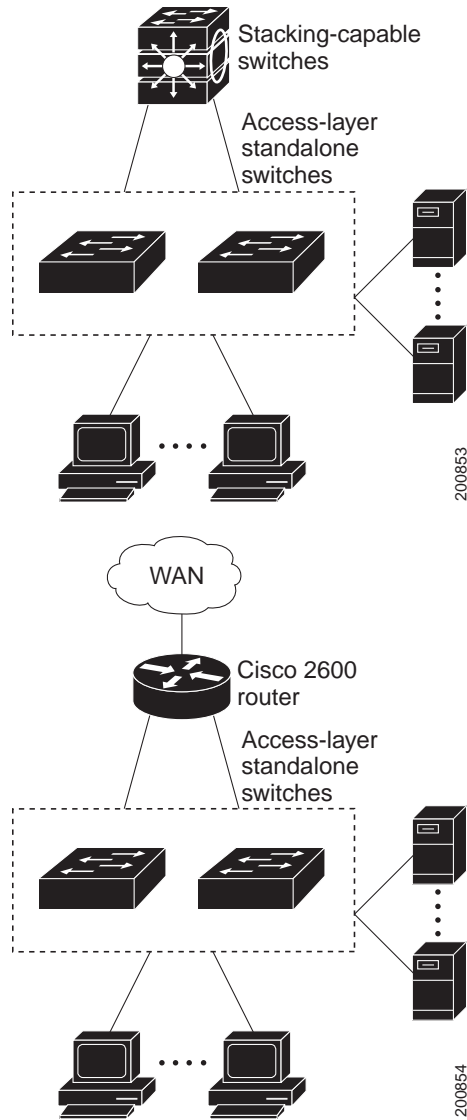 Stacking-capable
switches
Access-layer
standalone
switches
200853
WAN
Cisco 2600
router
Access-layer
standalone
switches
200854